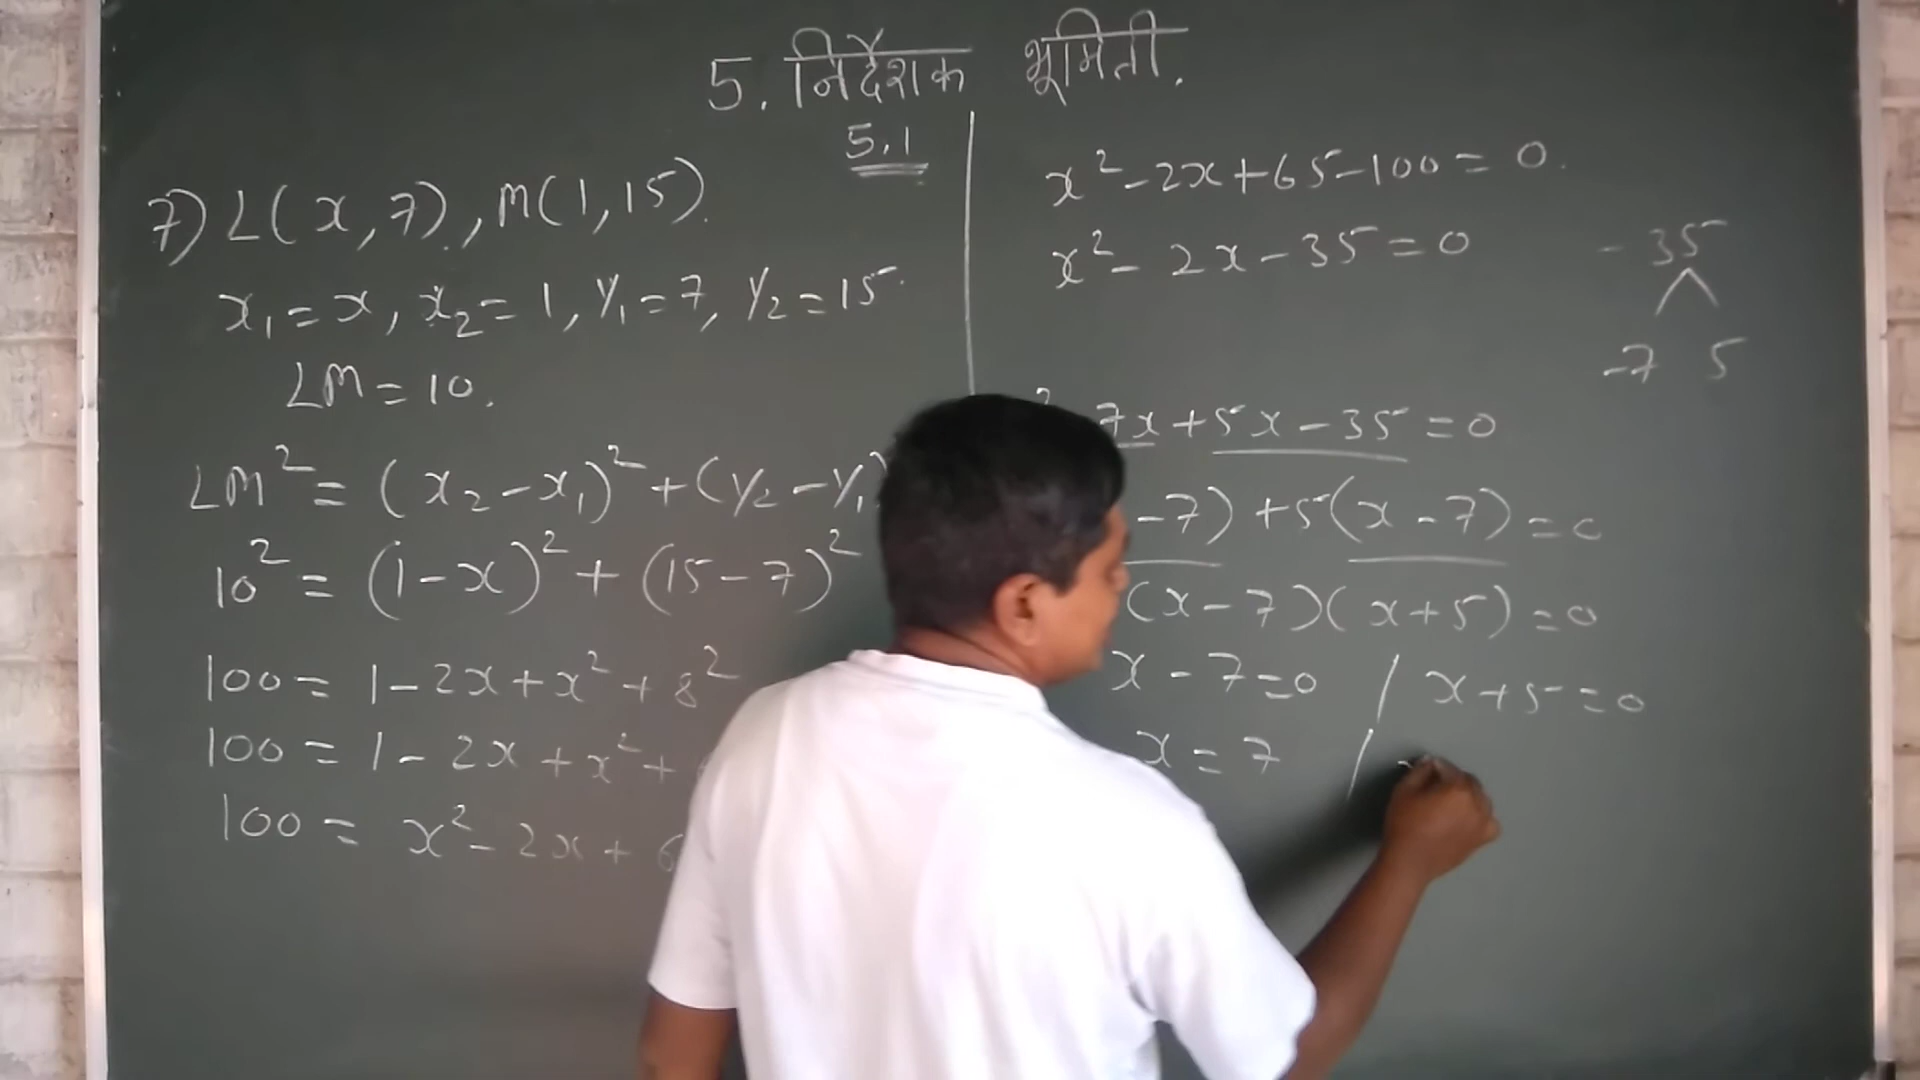 5. निर्देशक भूमिती.
5.1
7) L(x, 7), M(1, 15).
x₁ = x, x₂ = 1, y₁ = 7, y₂ = 15.
LM = 10.
LM² = (x₂ - x₁)² + (y₂ - y₁)
10² = (1 - x)² + (15 - 7)²
100 = 1 - 2x + x² + 8²
100 = 1 - 2x + x² +
100 = x² - 2x + 6
x² - 2x + 65 - 100 = 0.
x² - 2x - 35 = 0
- 35
-7 5
² 7x + 5x - 35 = 0
- 7) + 5(x - 7) = 0
(x - 7)(x + 5) = 0
x - 7 = 0 / x + 5 = 0
x = 7 /